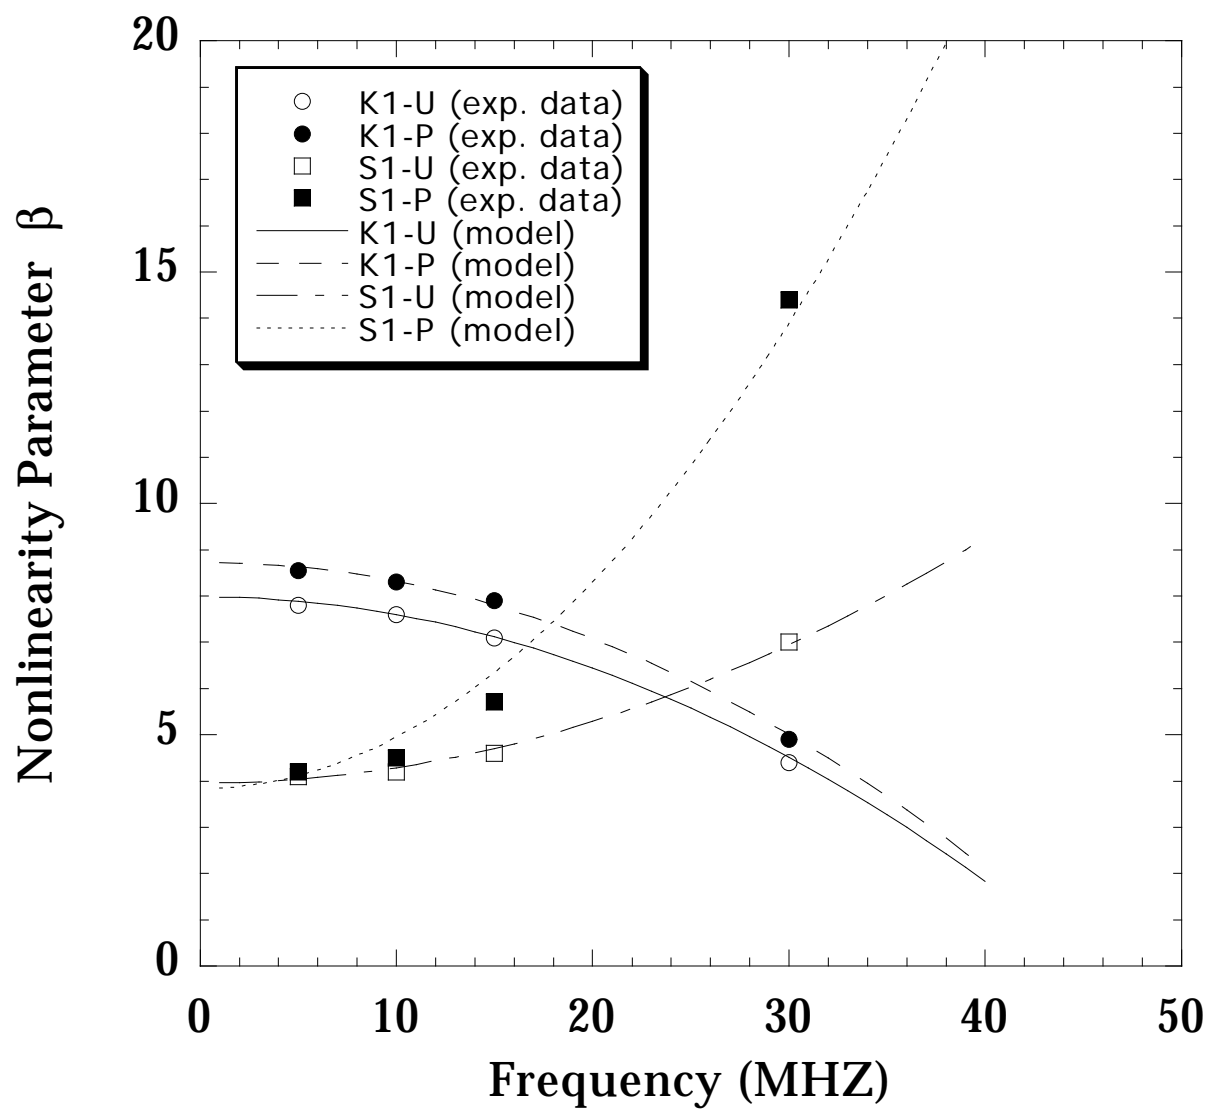 Nonlinearity Parameter β
20
15
10
5
0
K1-U (exp. data)
K1-P (exp. data)
S1-U (exp. data)
S1-P (exp. data)
K1-U (model)
K1-P (model)
S1-U (model)
S1-P (model)
0 10 20 30 40 50
Frequency (MHZ)